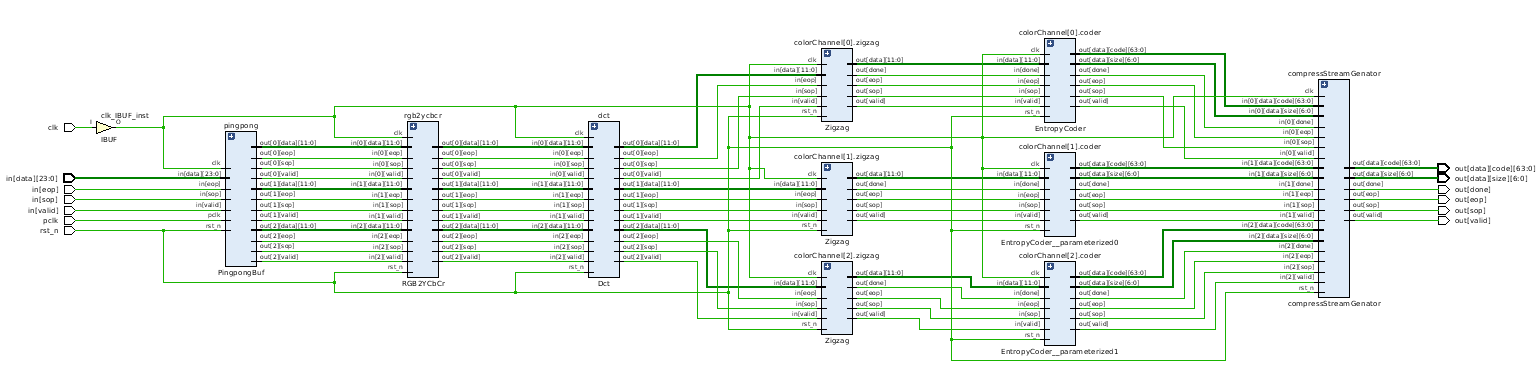 clk
clk_IBUF_inst
I
O
IBUF
in[data][23:0]
in[eop]
in[sop]
in[valid]
pclk
rst_n
pingpong
clk
in[data][23:0]
in[eop]
in[sop]
in[valid]
pclk
rst_n
out[0][data][11:0]
out[0][eop]
out[0][sop]
out[0][valid]
out[1][data][11:0]
out[1][eop]
out[1][sop]
out[1][valid]
out[2][data][11:0]
out[2][eop]
out[2][sop]
out[2][valid]
PingpongBuf
rgb2ycbcr
clk
in[0][data][11:0]
in[0][eop]
in[0][sop]
in[0][valid]
in[1][data][11:0]
in[1][eop]
in[1][sop]
in[1][valid]
in[2][data][11:0]
in[2][eop]
in[2][sop]
in[2][valid]
rst_n
out[0][data][11:0]
out[0][eop]
out[0][sop]
out[0][valid]
out[1][data][11:0]
out[1][eop]
out[1][sop]
out[1][valid]
out[2][data][11:0]
out[2][eop]
out[2][sop]
out[2][valid]
RGB2YCbCr
dct
clk
in[0][data][11:0]
in[0][eop]
in[0][sop]
in[0][valid]
in[1][data][11:0]
in[1][eop]
in[1][sop]
in[1][valid]
in[2][data][11:0]
in[2][eop]
in[2][sop]
in[2][valid]
rst_n
out[0][data][11:0]
out[0][eop]
out[0][sop]
out[0][valid]
out[1][data][11:0]
out[1][eop]
out[1][sop]
out[1][valid]
out[2][data][11:0]
out[2][eop]
out[2][sop]
out[2][valid]
Dct
colorChannel[0].zigzag
clk
in[data][11:0]
in[eop]
in[sop]
in[valid]
rst_n
out[data][11:0]
out[done]
out[eop]
out[sop]
out[valid]
Zigzag
colorChannel[1].zigzag
clk
in[data][11:0]
in[eop]
in[sop]
in[valid]
rst_n
out[data][11:0]
out[done]
out[eop]
out[sop]
out[valid]
Zigzag
colorChannel[2].zigzag
clk
in[data][11:0]
in[eop]
in[sop]
in[valid]
rst_n
out[data][11:0]
out[done]
out[eop]
out[sop]
out[valid]
Zigzag
colorChannel[0].coder
clk
in[data][11:0]
in[done]
in[eop]
in[sop]
in[valid]
rst_n
out[data][code][63:0]
out[data][size][6:0]
out[done]
out[eop]
out[sop]
out[valid]
EntropyCoder
colorChannel[1].coder
clk
in[data][11:0]
in[done]
in[eop]
in[sop]
in[valid]
rst_n
out[data][code][63:0]
out[data][size][6:0]
out[done]
out[eop]
out[sop]
out[valid]
EntropyCoder__parameterized0
colorChannel[2].coder
clk
in[data][11:0]
in[done]
in[eop]
in[sop]
in[valid]
rst_n
out[data][code][63:0]
out[data][size][6:0]
out[done]
out[eop]
out[sop]
out[valid]
EntropyCoder__parameterized1
compressStreamGenator
clk
in[0][data][code][63:0]
in[0][data][size][6:0]
in[0][done]
in[0][eop]
in[0][sop]
in[0][valid]
in[1][data][code][63:0]
in[1][data][size][6:0]
in[1][done]
in[1][eop]
in[1][sop]
in[1][valid]
in[2][data][code][63:0]
in[2][data][size][6:0]
in[2][done]
in[2][eop]
in[2][sop]
in[2][valid]
rst_n
out[data][code][63:0]
out[data][size][6:0]
out[done]
out[eop]
out[sop]
out[valid]
compressStreamGenator
out[data][code][63:0]
out[data][size][6:0]
out[done]
out[eop]
out[sop]
out[valid]